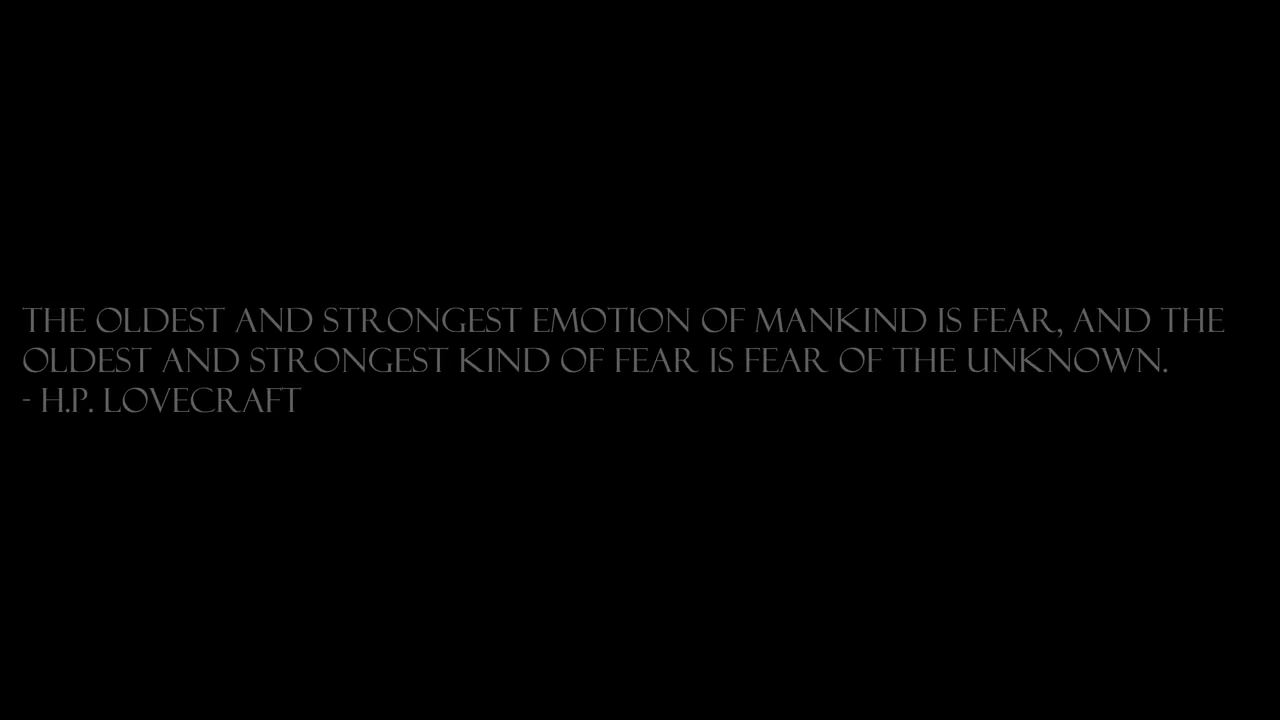 THE OLDEST AND STRONGEST EMOTION OF MANKIND IS FEAR, AND THE
OLDEST AND STRONGEST KIND OF FEAR IS FEAR OF THE UNKNOWN.
- H.P. LOVECRAFT